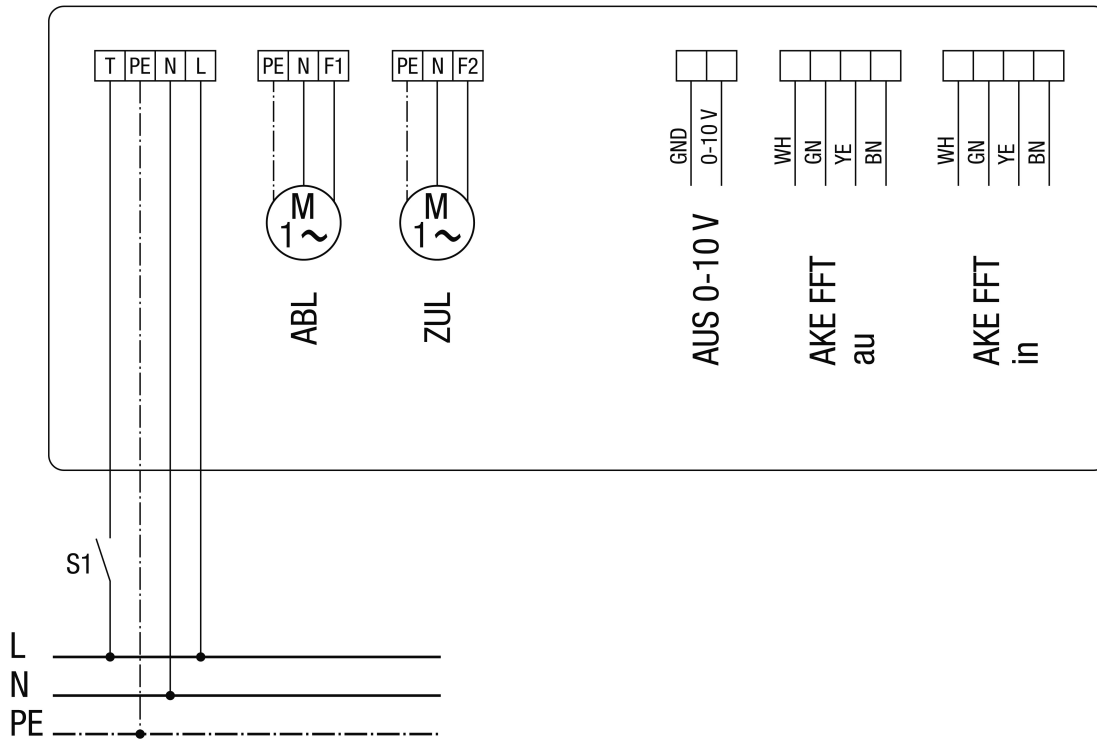 T PE N L
PE N F1
PE N F2
GND
0-10 V
WH
GN
YE
BN
WH
GN
YE
BN
M
1~
M
1~
ABL
ZUL
AUS 0-10 V
AKE FFT
au
AKE FFT
in
S1
L
N
PE